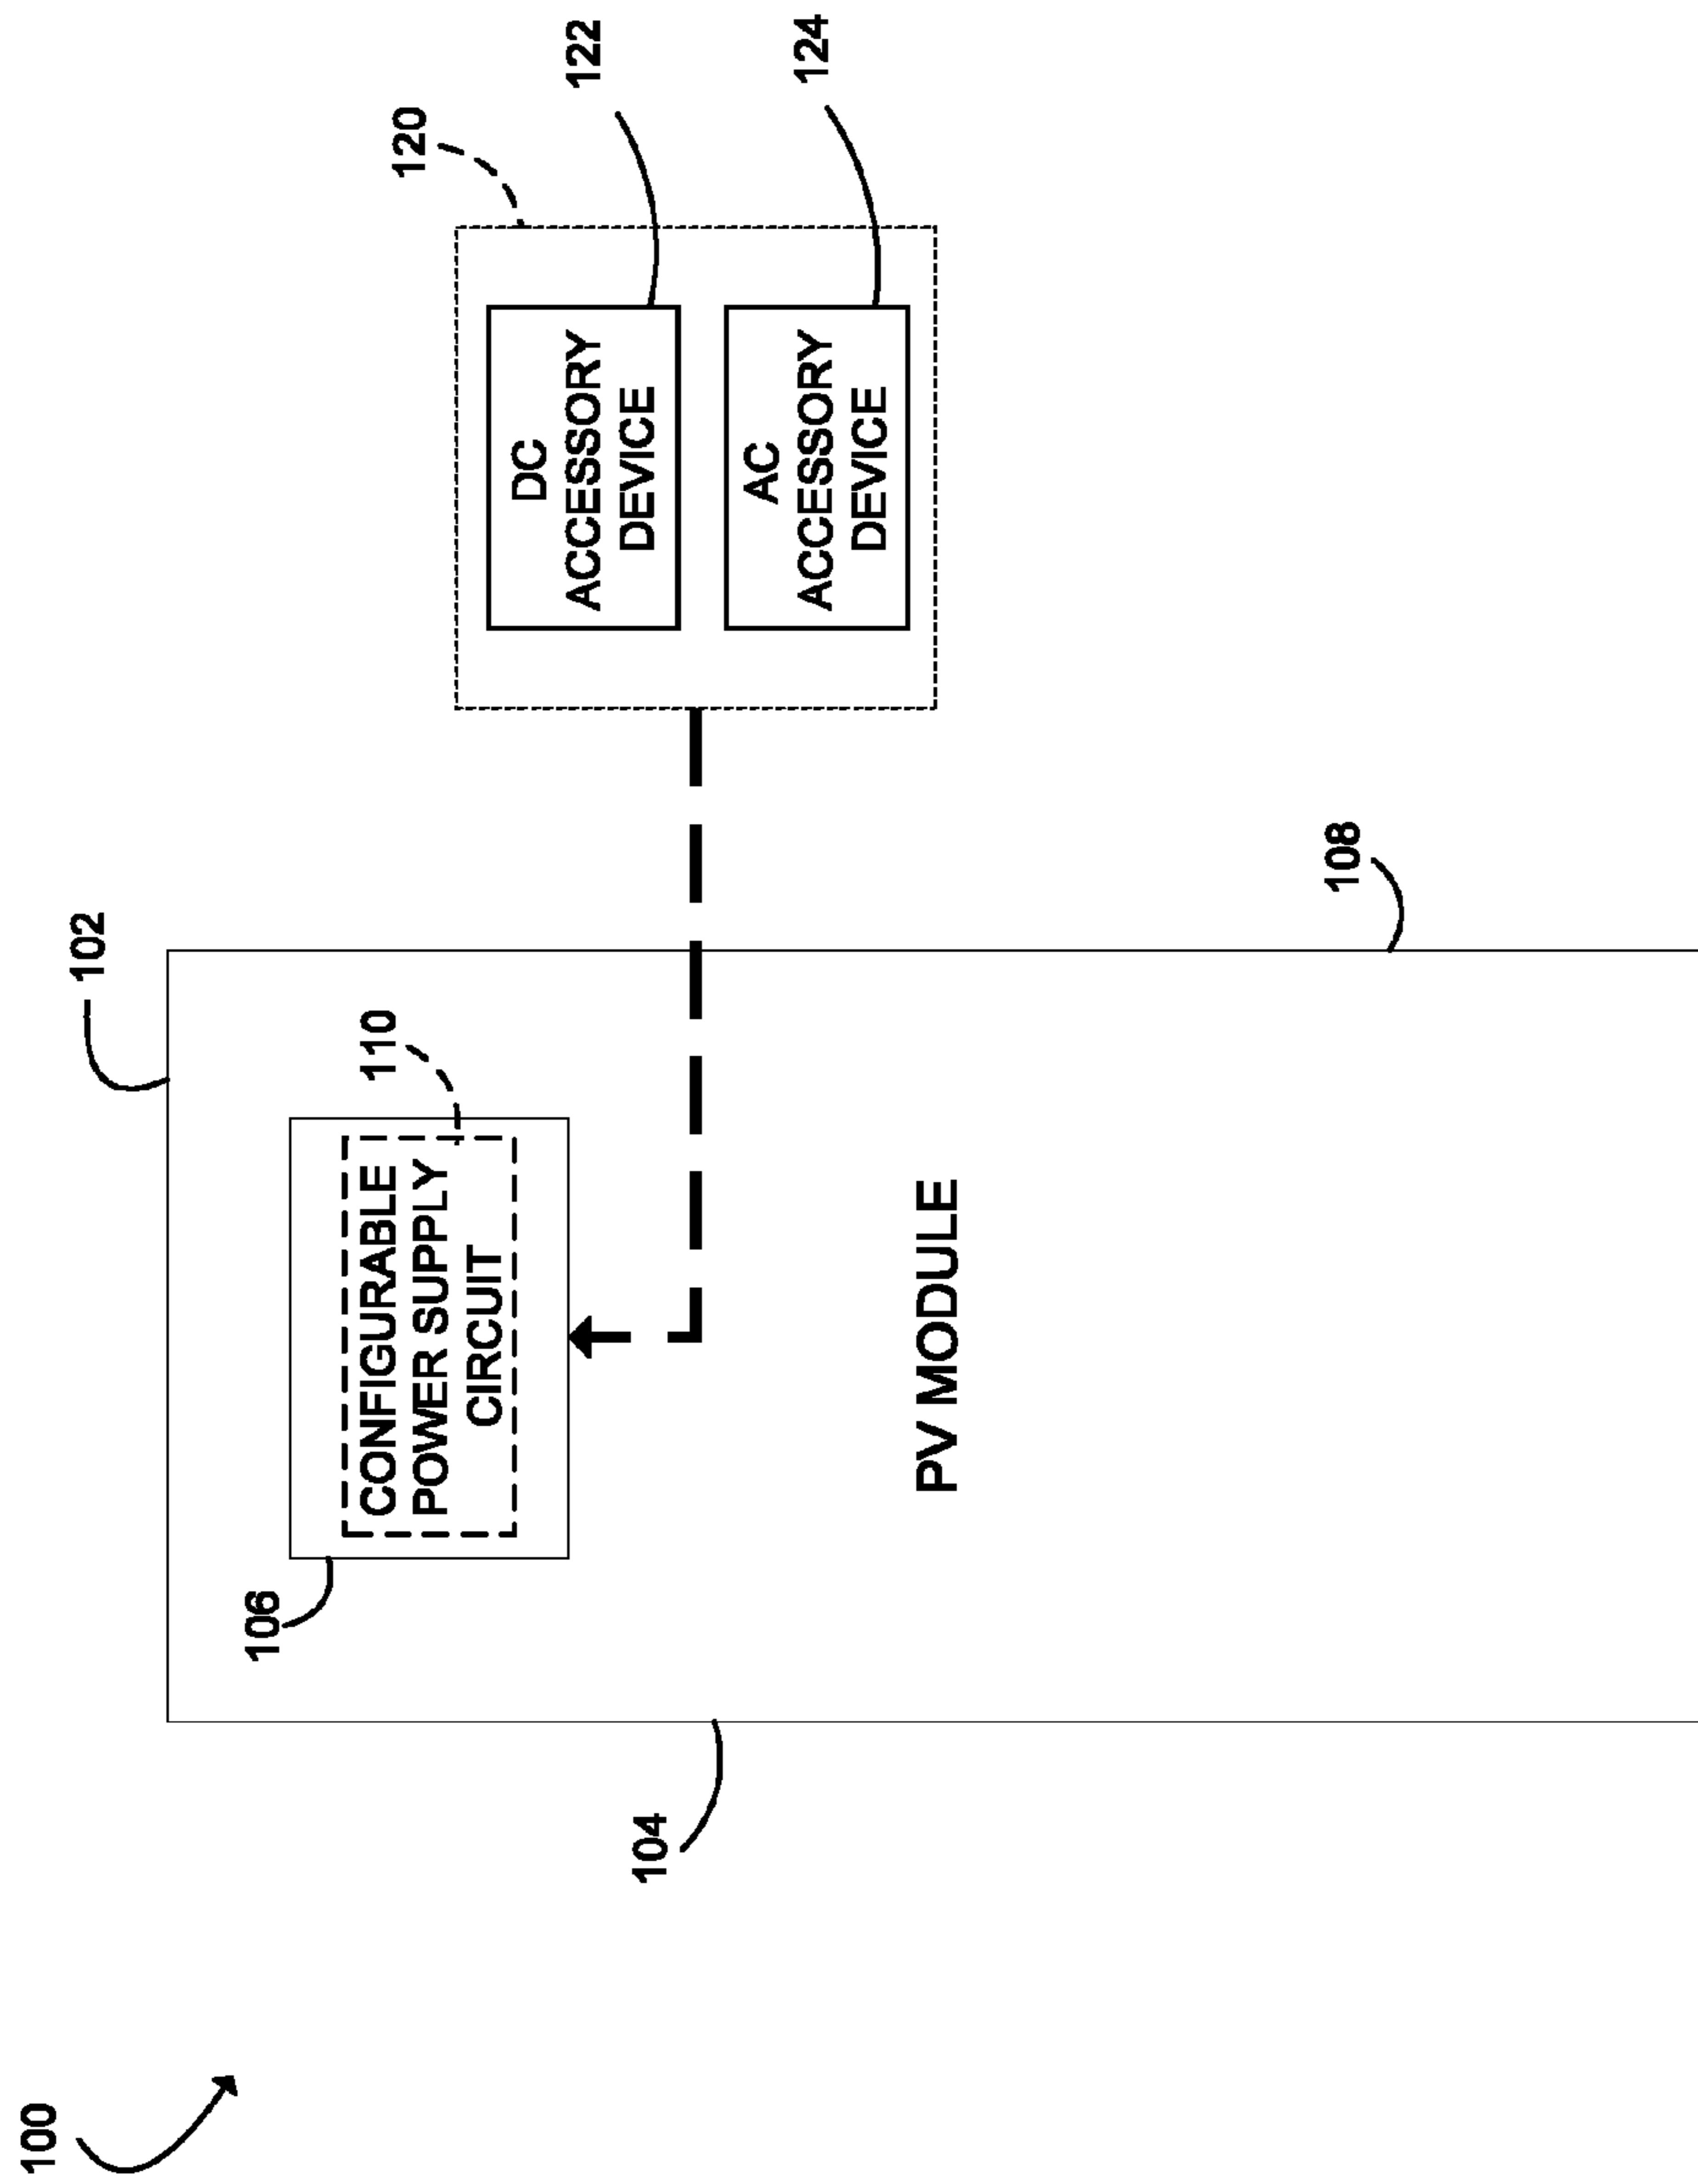 100
102
106
CONFIGURABLE
POWER SUPPLY
CIRCUIT
110
104
PV MODULE
108
120
DC
ACCESSORY
DEVICE
122
AC
ACCESSORY
DEVICE
124